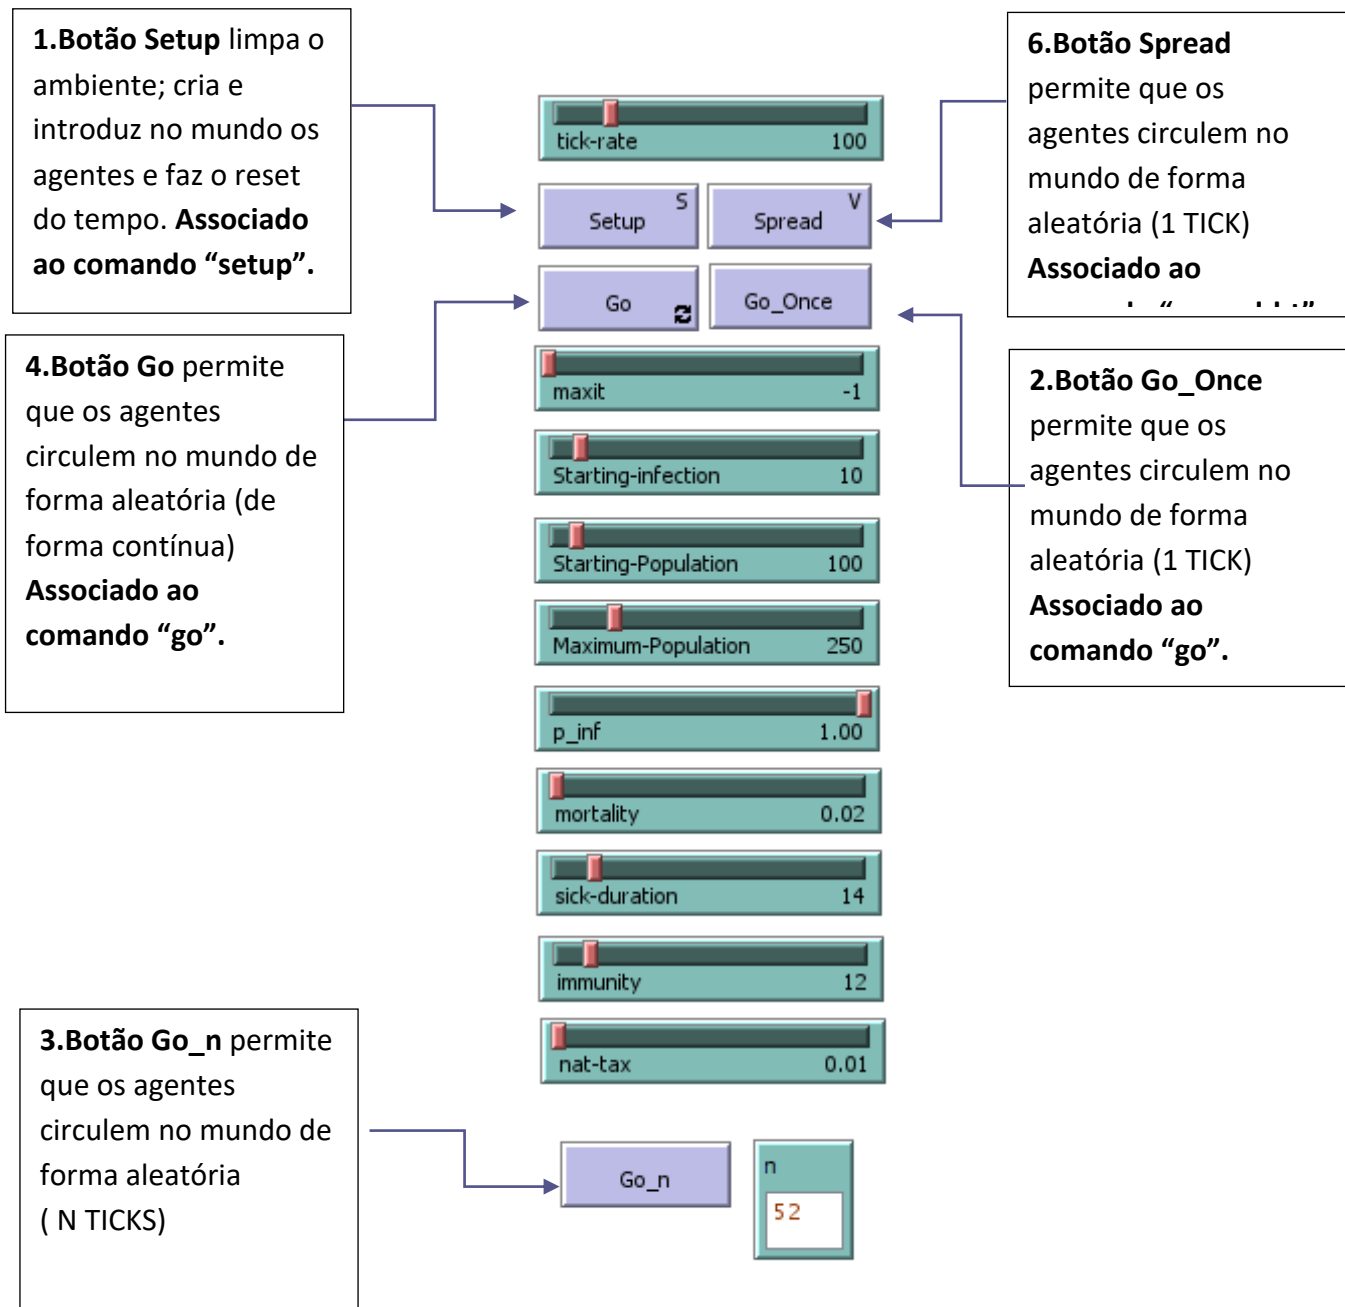 1.Botão Setup limpa o
ambiente; cria e
introduz no mundo os
agentes e faz o reset
do tempo. Associado
ao comando “setup”.
6.Botão Spread
permite que os
agentes circulem no
mundo de forma
aleatória (1 TICK)
Associado ao
tick-rate 100
Setup S
Spread V
Go
Go_Once
4.Botão Go permite
que os agentes
circulem no mundo de
forma aleatória (de
forma contínua)
Associado ao
comando “go”.
2.Botão Go_Once
permite que os
agentes circulem no
mundo de forma
aleatória (1 TICK)
Associado ao
comando “go”.
maxit -1
Starting-infection 10
Starting-Population 100
Maximum-Population 250
p_inf 1.00
mortality 0.02
sick-duration 14
immunity 12
nat-tax 0.01
3.Botão Go_n permite
que os agentes
circulem no mundo de
forma aleatória
( N TICKS)
Go_n
n
52